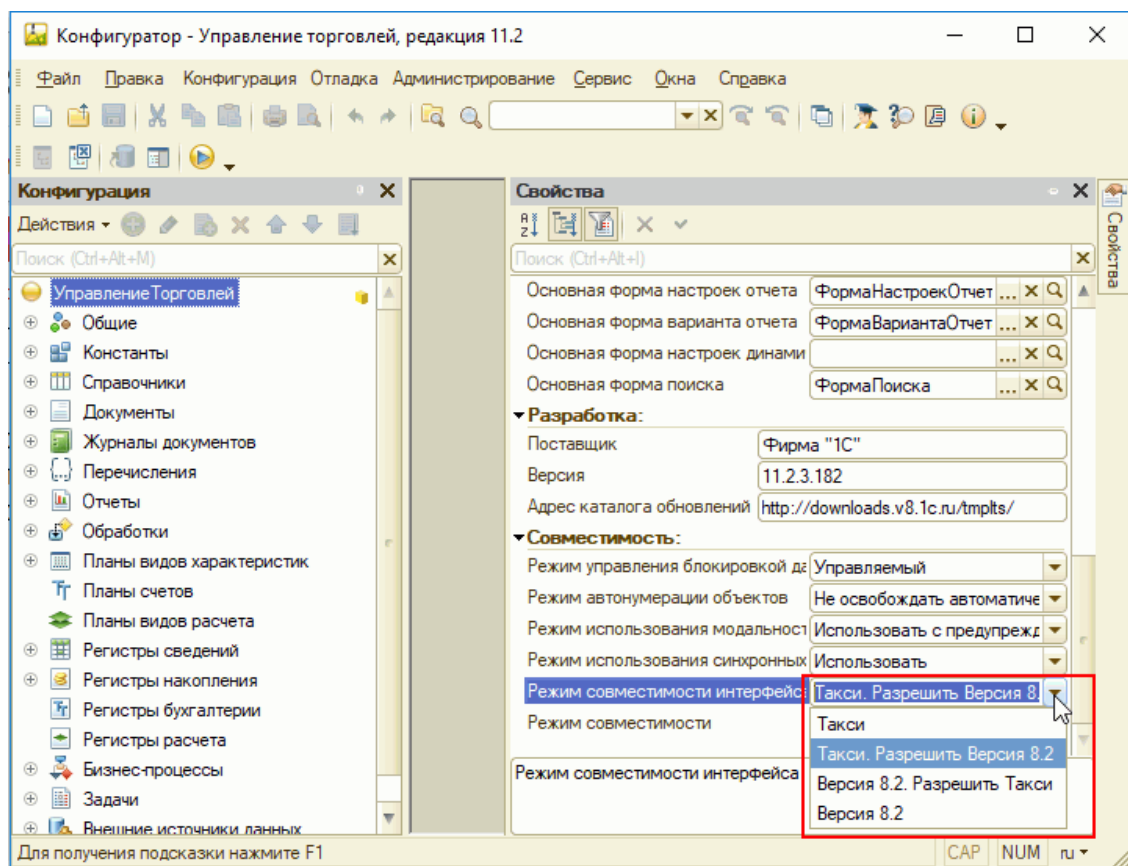 Конфигуратор - Управление торговлей, редакция 11.2
Файл Правка Конфигурация Отладка Администрирование Сервис Окна Справка
Конфигурация
Действия
Поиск (Ctrl+Alt+M)
УправлениеТорговлей
Общие
Константы
Справочники
Документы
Журналы документов
Перечисления
Отчеты
Обработки
Планы видов характеристик
Планы счетов
Планы видов расчета
Регистры сведений
Регистры накопления
Регистры бухгалтерии
Регистры расчета
Бизнес-процессы
Задачи
Внешние источники данных
Свойства
Поиск (Ctrl+Alt+I)
Основная форма настроек отчета ФормаНастроекОтчет ...
Основная форма варианта отчета ФормаВариантаОтчет ...
Основная форма настроек динами ...
Основная форма поиска ФормаПоиска ...
Разработка:
Поставщик Фирма "1С"
Версия 11.2.3.182
Адрес каталога обновлений http://downloads.v8.1c.ru/tmplts/
Совместимость:
Режим управления блокировкой да Управляемый
Режим автонумерации объектов Не освобождать автоматиче
Режим использования модальност Использовать с предупрежд
Режим использования синхронных Использовать
Режим совместимости интерфейса Такси. Разрешить Версия 8.
Режим совместимости
Такси
Такси. Разрешить Версия 8.2
Версия 8.2. Разрешить Такси
Версия 8.2
Режим совместимости интерфейса
Свойства
Для получения подсказки нажмите F1
CAP NUM ru